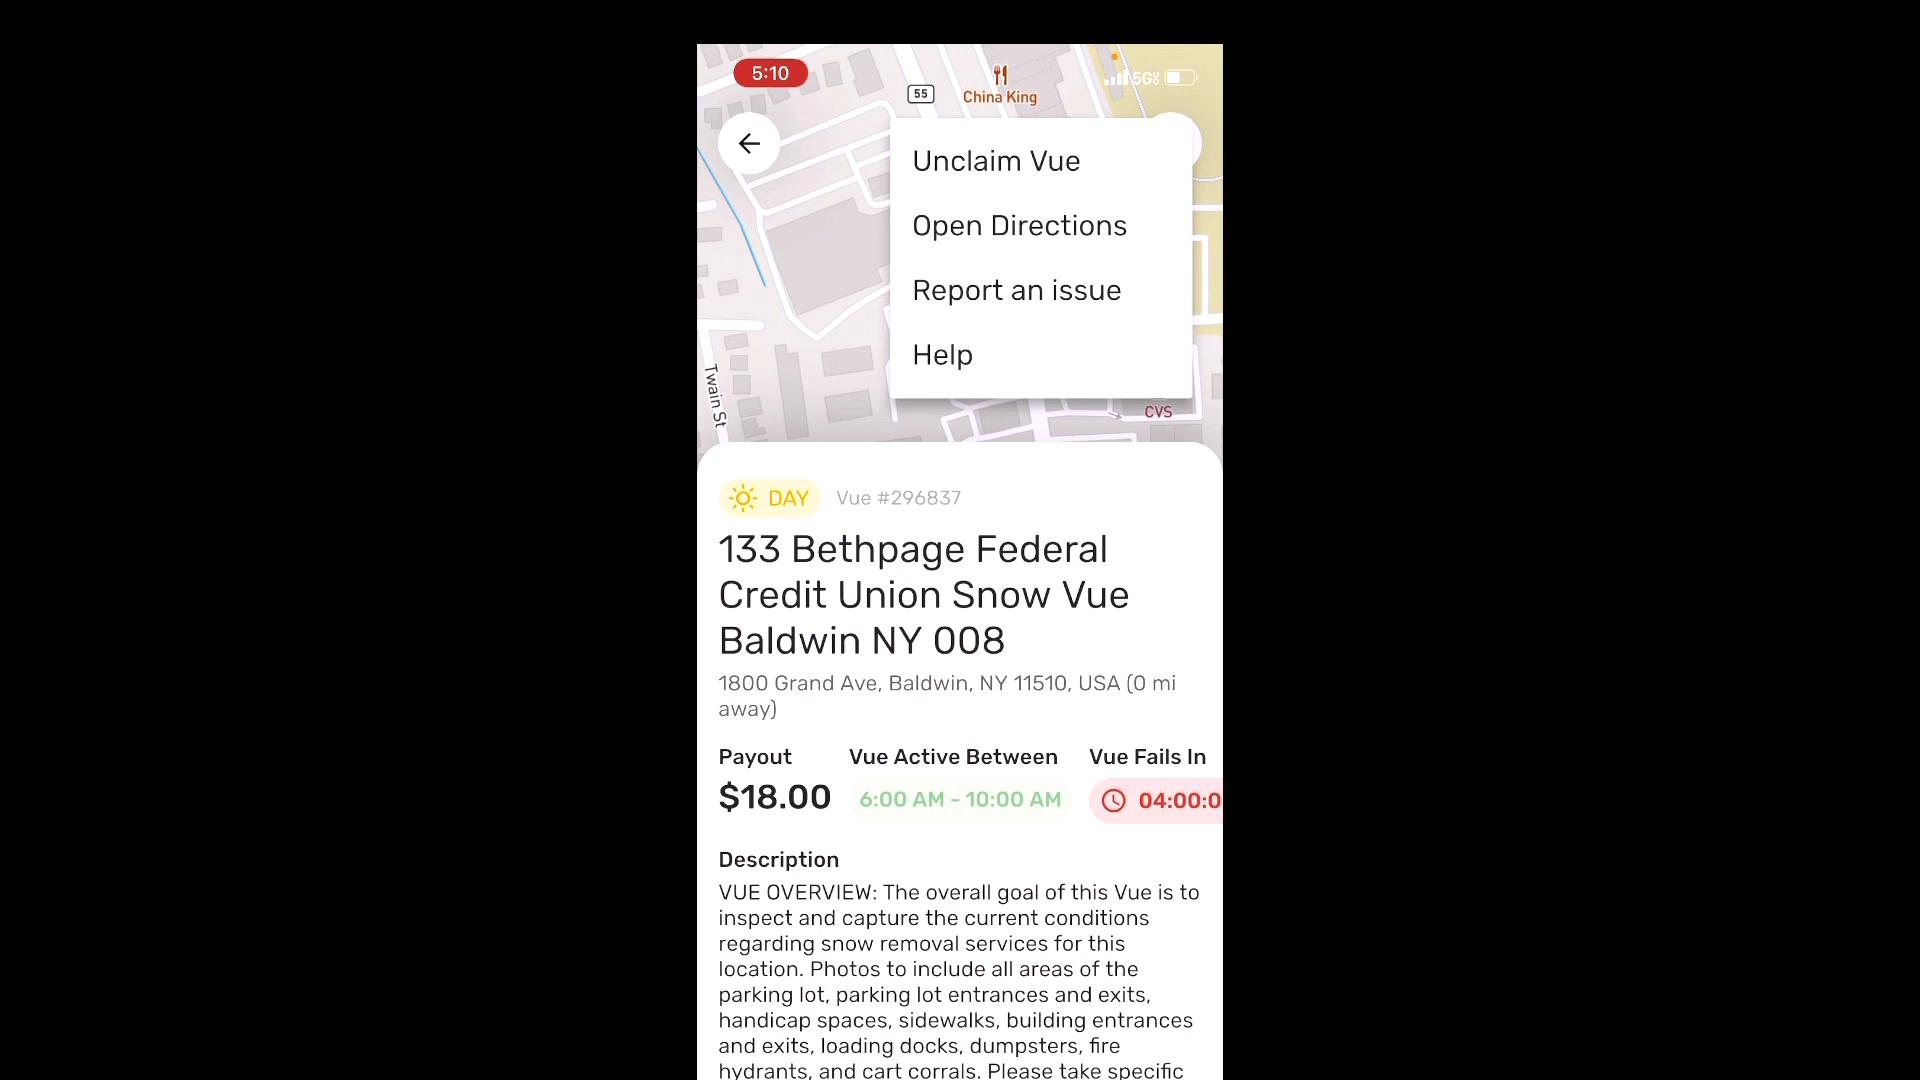 5:10
5G
55
China King
Unclaim Vue
Open Directions
Report an issue
Help
Twain St
CVS
DAY
Vue #296837
133 Bethpage Federal
Credit Union Snow Vue
Baldwin NY 008
1800 Grand Ave, Baldwin, NY 11510, USA (0 mi
away)
Payout
Vue Active Between
Vue Fails In
$18.00
6:00 AM - 10:00 AM
04:00:0
Description
VUE OVERVIEW: The overall goal of this Vue is to
inspect and capture the current conditions
regarding snow removal services for this
location. Photos to include all areas of the
parking lot, parking lot entrances and exits,
handicap spaces, sidewalks, building entrances
and exits, loading docks, dumpsters, fire
hydrants, and cart corrals. Please take specific